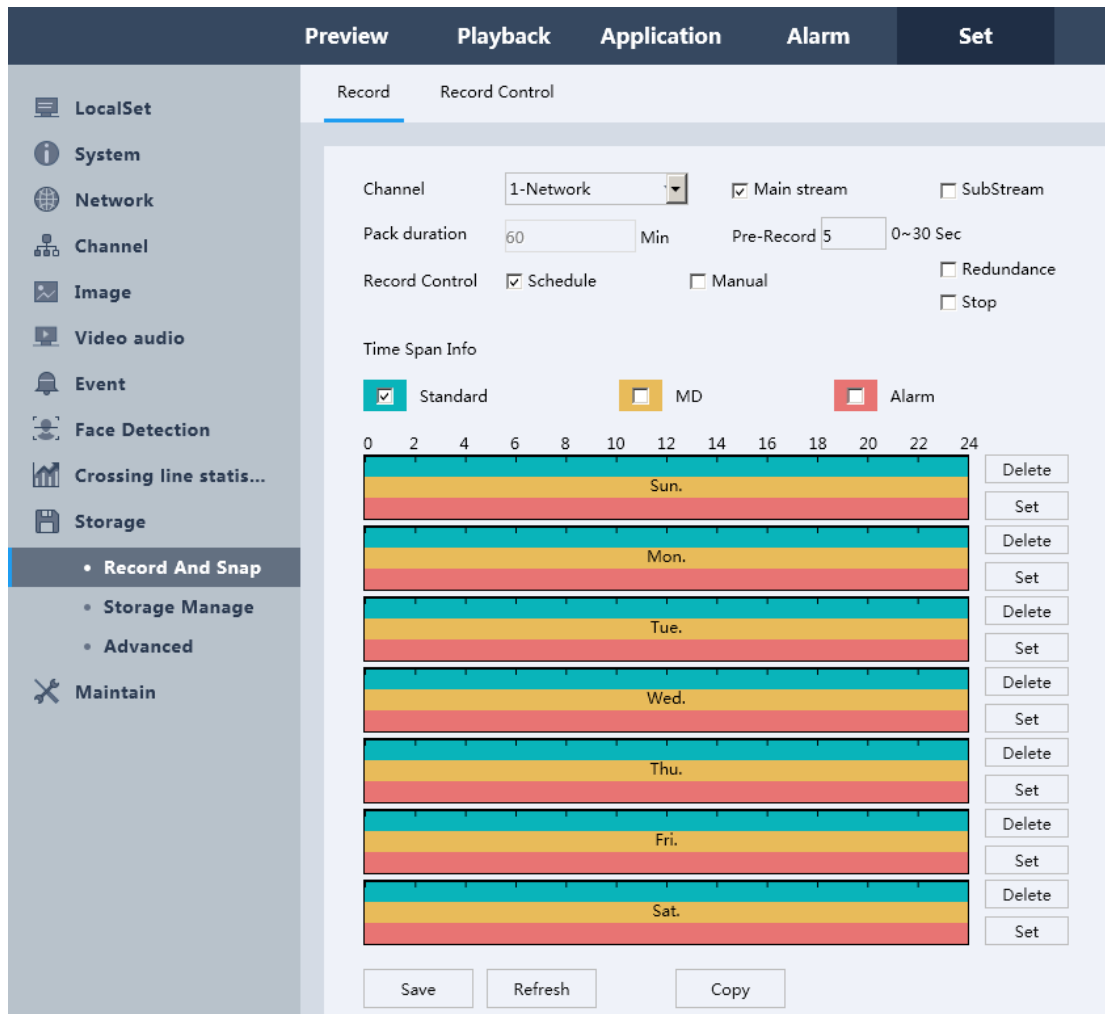 Preview Playback Application Alarm Set
Record Record Control
LocalSet
System
Network
Channel
Image
Video audio
Event
Face Detection
Crossing line statis...
Storage
• Record And Snap
• Storage Manage
• Advanced
Maintain
Channel 1-Network Main stream SubStream
Pack duration 60 Min Pre-Record 5 0~30 Sec
Record Control Schedule Manual Redundance
Stop
Time Span Info
Standard MD Alarm
0 2 4 6 8 10 12 14 16 18 20 22 24
Sun. Delete
Set
Mon. Delete
Set
Tue. Delete
Set
Wed. Delete
Set
Thu. Delete
Set
Fri. Delete
Set
Sat. Delete
Set
Save Refresh Copy